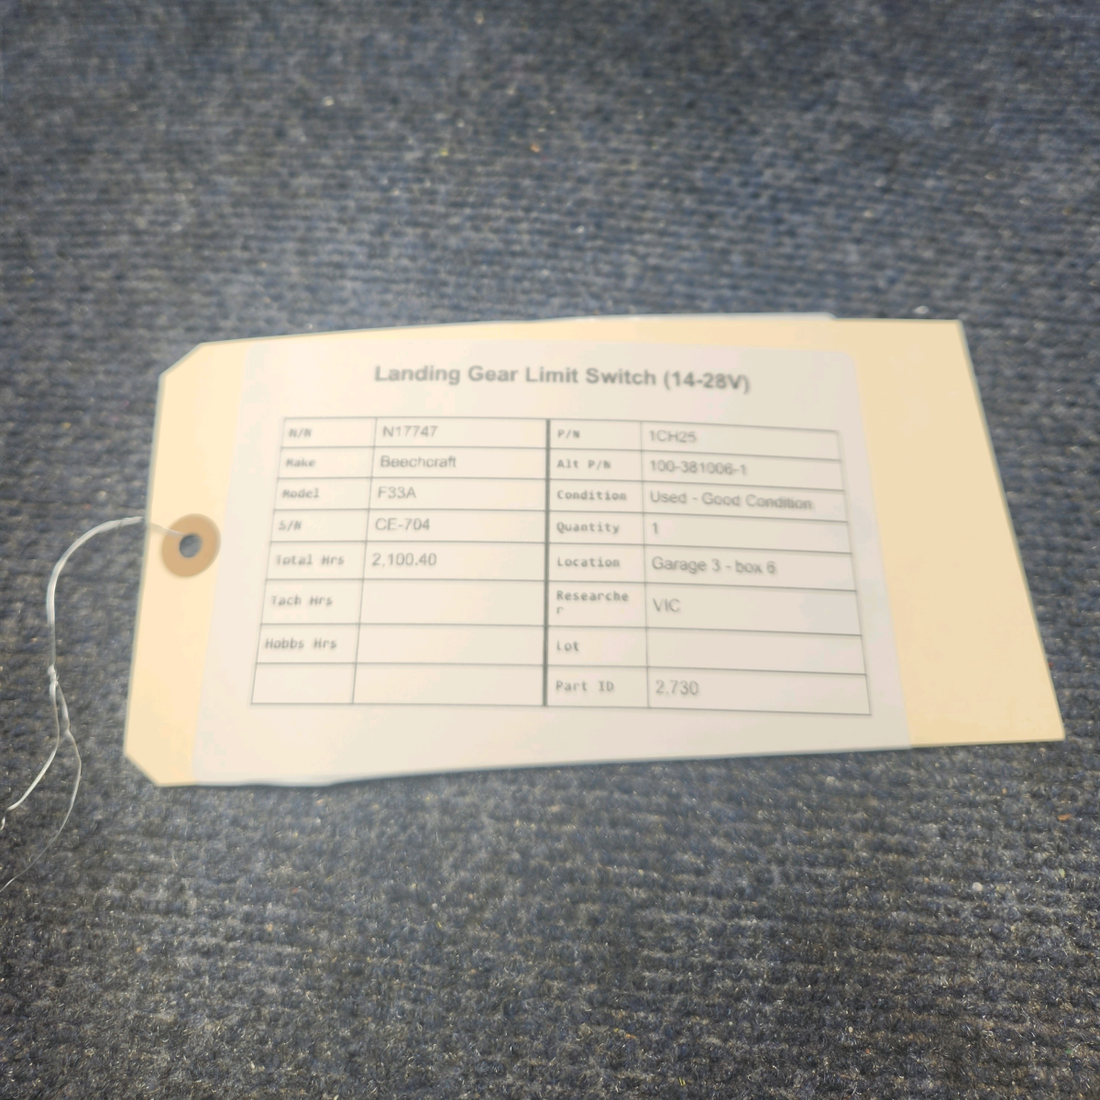 Landing Gear Limit Switch (14-28V)
N/N N17747 P/N 1CH25
Make Beechcraft Alt P/N 100-381006-1
Model F33A Condition Used - Good Condition
S/N CE-704 Quantity 1
Total Hrs 2,100.40 Location Garage 3 - box 6
Tach Hrs Researche
r VIC
Hobbs Hrs Lot
Part ID 2,730